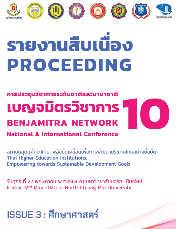 รายงานสืบเนื่อง
PROCEEDING
การประชุมวิชาการระดับชาติและนานาชาติ
เบญจมิตรวิชาการ 10
BENJAMITRA NETWORK
National & International Conference
Thai Higher Education Institutions:
Empowering towards Sustainable Development Goals
ISSUE 3 : ศึกษาศาสตร์